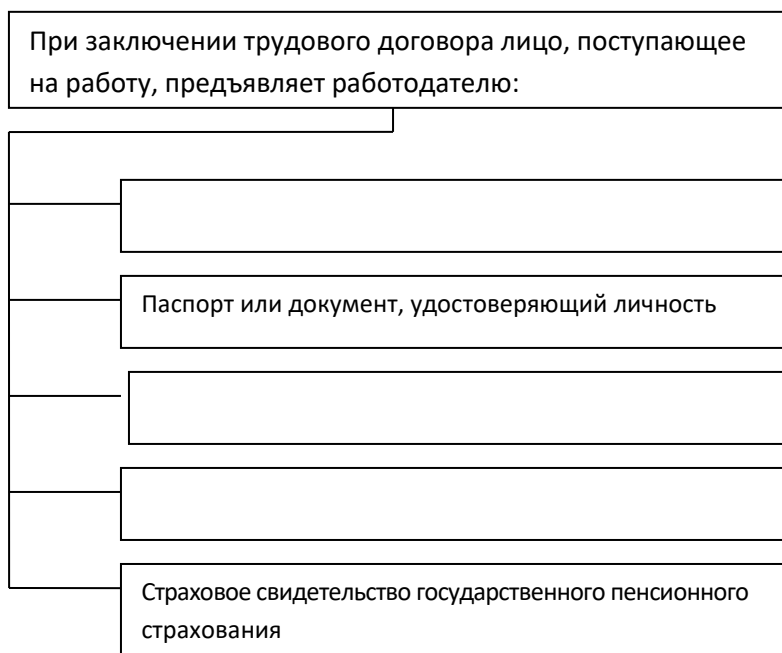 При заключении трудового договора лицо, поступающее
на работу, предъявляет работодателю:
Паспорт или документ, удостоверяющий личность
Страховое свидетельство государственного пенсионного
страхования